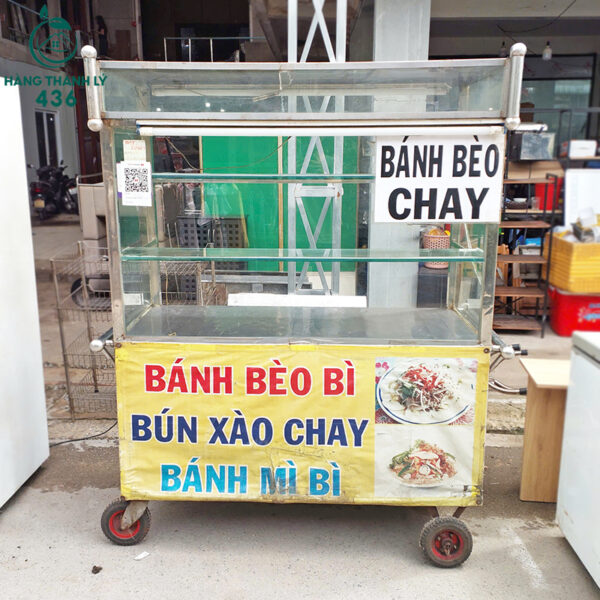 HÀNG THANH LÝ
436
BÁNH BÈO
CHAY
BÁNH BÈO BÌ
BÚN XÀO CHAY
BÁNH MÌ BÌ